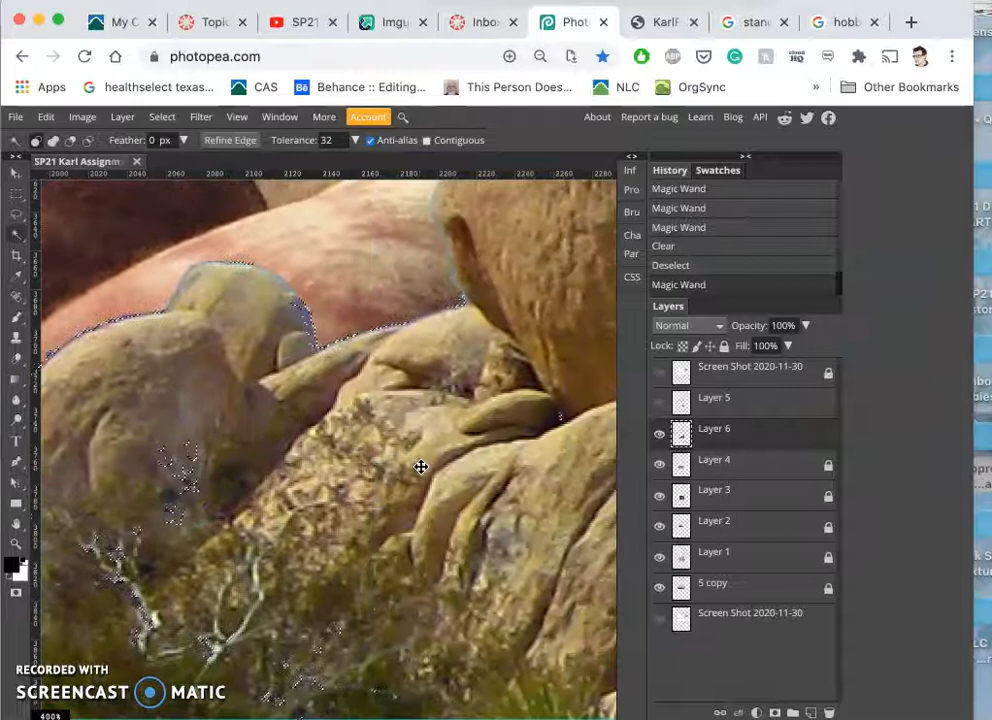 My C
Topic
SP21
Imgu
Inbo
Phot
KarlF
stan
hobb
photopea.com
Apps
healthselect texas...
CAS
Behance :: Editing...
This Person Does...
NLC
OrgSync
»
Other Bookmarks
File Edit Image Layer Select Filter View Window More Account
About Report a bug Learn Blog API
Feather: 0 px
Refine Edge
Tolerance: 32
Anti-alias
Contiguous
SP21 Karl Assignm
2000 2020 2040 2060 2080 2100 2120 2140 2160 2180 2200 2220 2240 2260 2280
Inf
Pro
Bru
Cha
Par
CSS
History Swatches
Magic Wand
Magic Wand
Magic Wand
Clear
Deselect
Magic Wand
Layers
Normal
Opacity: 100%
Lock:
Fill: 100%
Screen Shot 2020-11-30
Layer 5
Layer 6
Layer 4
Layer 3
Layer 2
Layer 1
5 copy
Screen Shot 2020-11-30
RECORDED WITH
SCREENCAST MATIC
400%